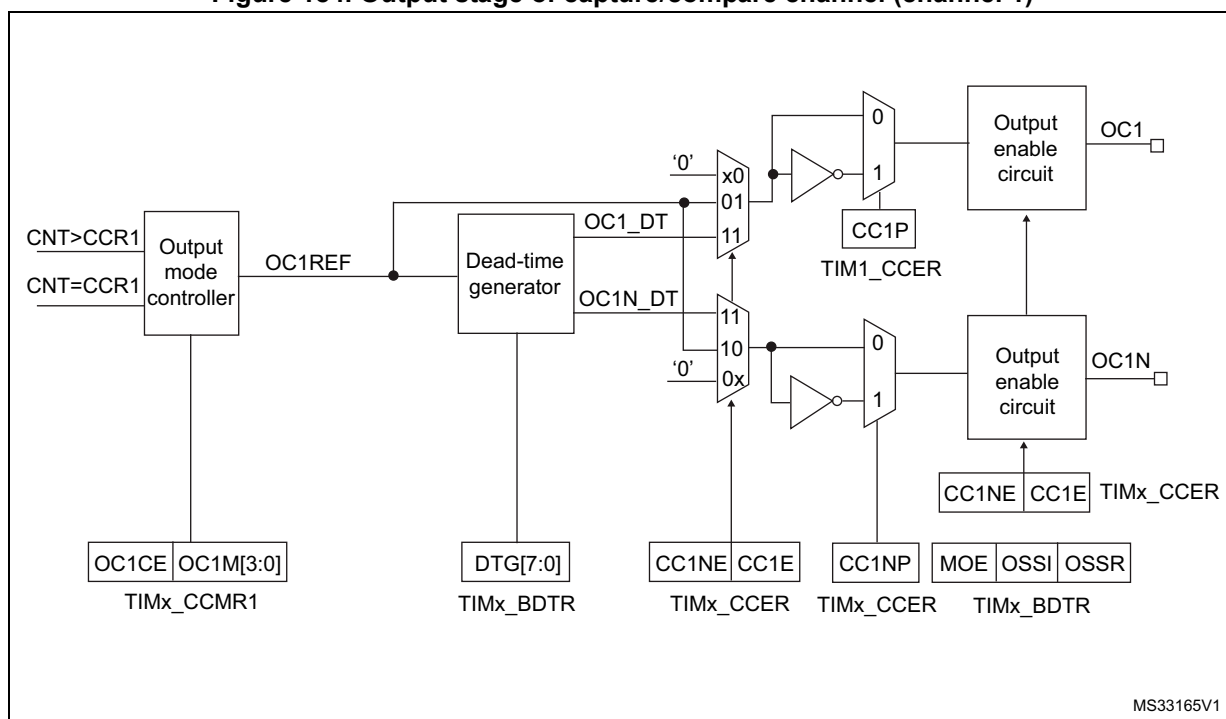 Figure 184. Output stage of capture/compare channel (channel 1)
CNT>CCR1
CNT=CCR1
Output
mode
controller
OC1REF
Dead-time
generator
OC1_DT
OC1N_DT
'0'
x0
01
11
11
10
'0'
0x
0
1
CC1P
TIM1_CCER
0
1
Output
enable
circuit
OC1
Output
enable
circuit
OC1N
CC1NE CC1E TIMx_CCER
OC1CE OC1M[3:0]
TIMx_CCMR1
DTG[7:0]
TIMx_BDTR
CC1NE CC1E
TIMx_CCER
CC1NP
TIMx_CCER
MOE OSSI OSSR
TIMx_BDTR
MS33165V1